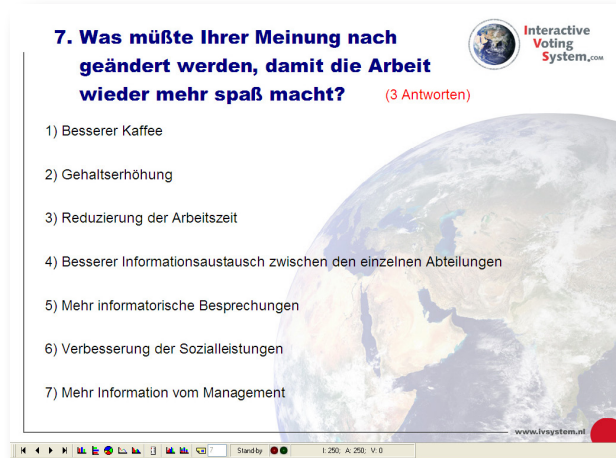 7. Was müßte Ihrer Meinung nach
geändert werden, damit die Arbeit
wieder mehr spaß macht? (3 Antworten)
Interactive
Voting
System.COM
1) Besserer Kaffee
2) Gehaltserhöhung
3) Reduzierung der Arbeitszeit
4) Besserer Informationsaustausch zwischen den einzelnen Abteilungen
5) Mehr informatorische Besprechungen
6) Verbesserung der Sozialleistungen
7) Mehr Information vom Management
www.ivsystem.nl
7 Stand-by I: 250; A: 250; V: 0